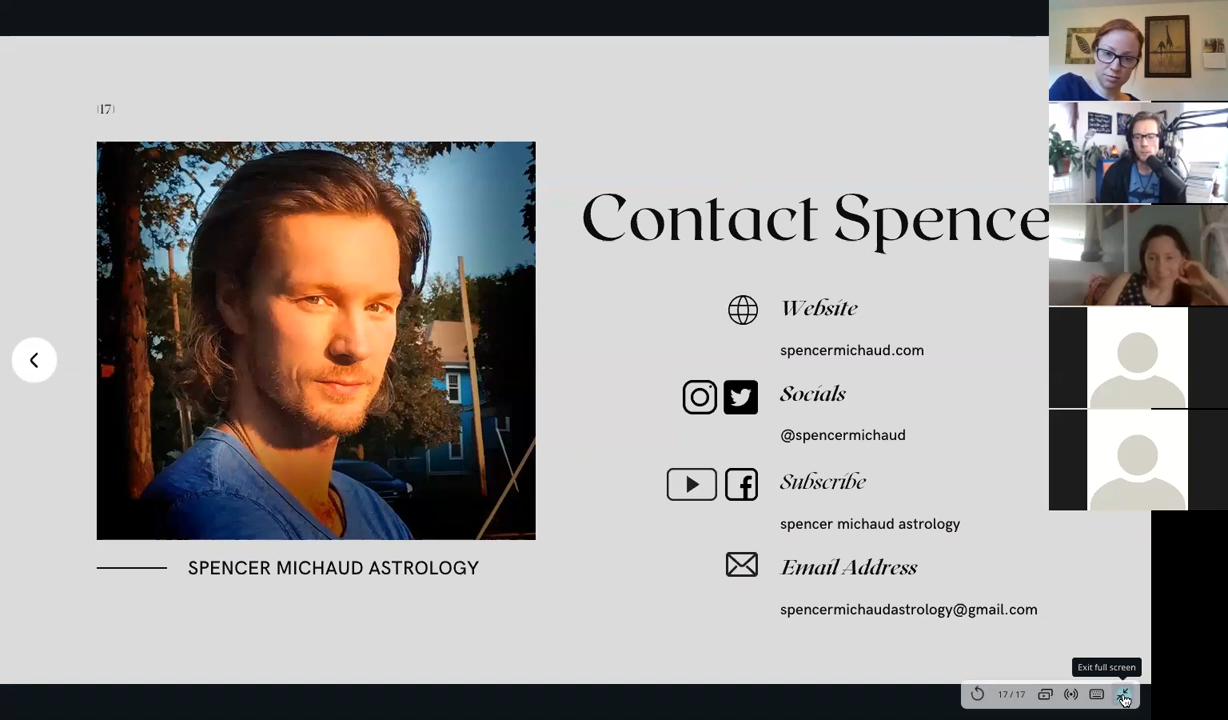 (17)
Contact Spence
Website
spencermichaud.com
Socials
@spencermichaud
Subscribe
spencer michaud astrology
Email Address
spencermichaudastrology@gmail.com
SPENCER MICHAUD ASTROLOGY
Exit full screen
17 / 17